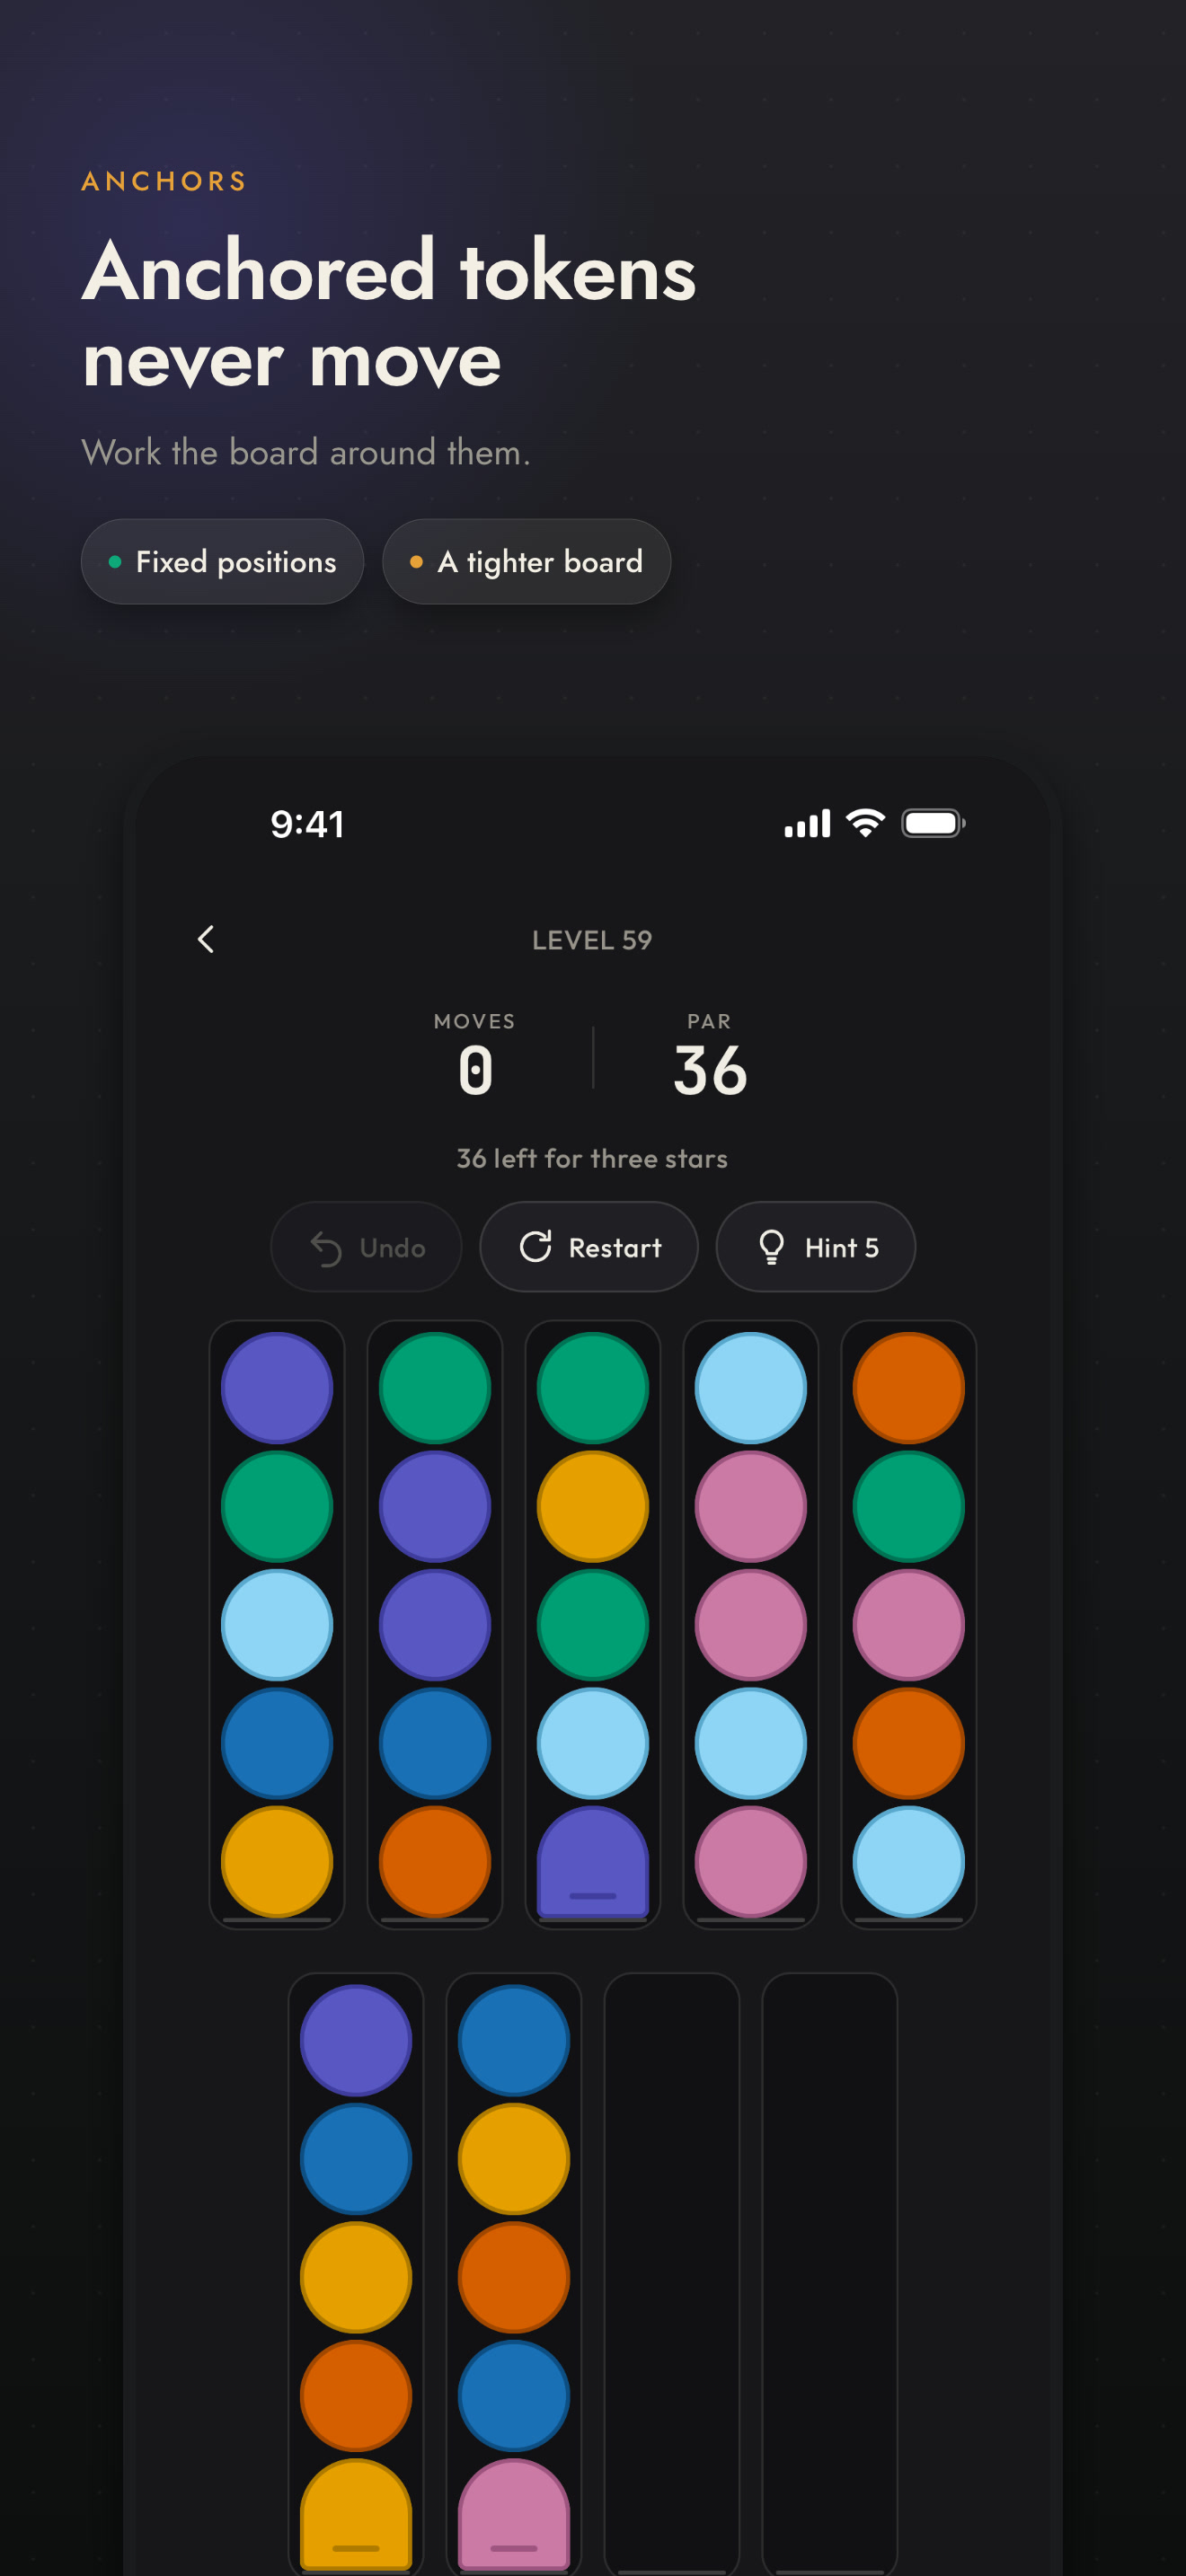 ANCHORS
Anchored tokens
never move
Work the board around them.
Fixed positions
A tighter board
9:41
LEVEL 59
MOVES
PAR
0
36
36 left for three stars
Undo
Restart
Hint 5